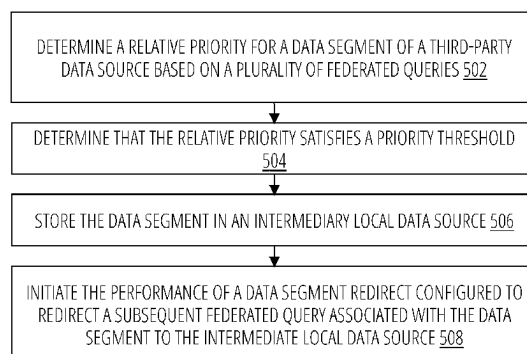 DETERMINE A RELATIVE PRIORITY FOR A DATA SEGMENT OF A THIRD-PARTY
DATA SOURCE BASED ON A PLURALITY OF FEDERATED QUERIES 502
DETERMINE THAT THE RELATIVE PRIORITY SATISFIES A PRIORITY THRESHOLD
504
STORE THE DATA SEGMENT IN AN INTERMEDIARY LOCAL DATA SOURCE 506
INITIATE THE PERFORMANCE OF A DATA SEGMENT REDIRECT CONFIGURED TO
REDIRECT A SUBSEQUENT FEDERATED QUERY ASSOCIATED WITH THE DATA
SEGMENT TO THE INTERMEDIATE LOCAL DATA SOURCE 508